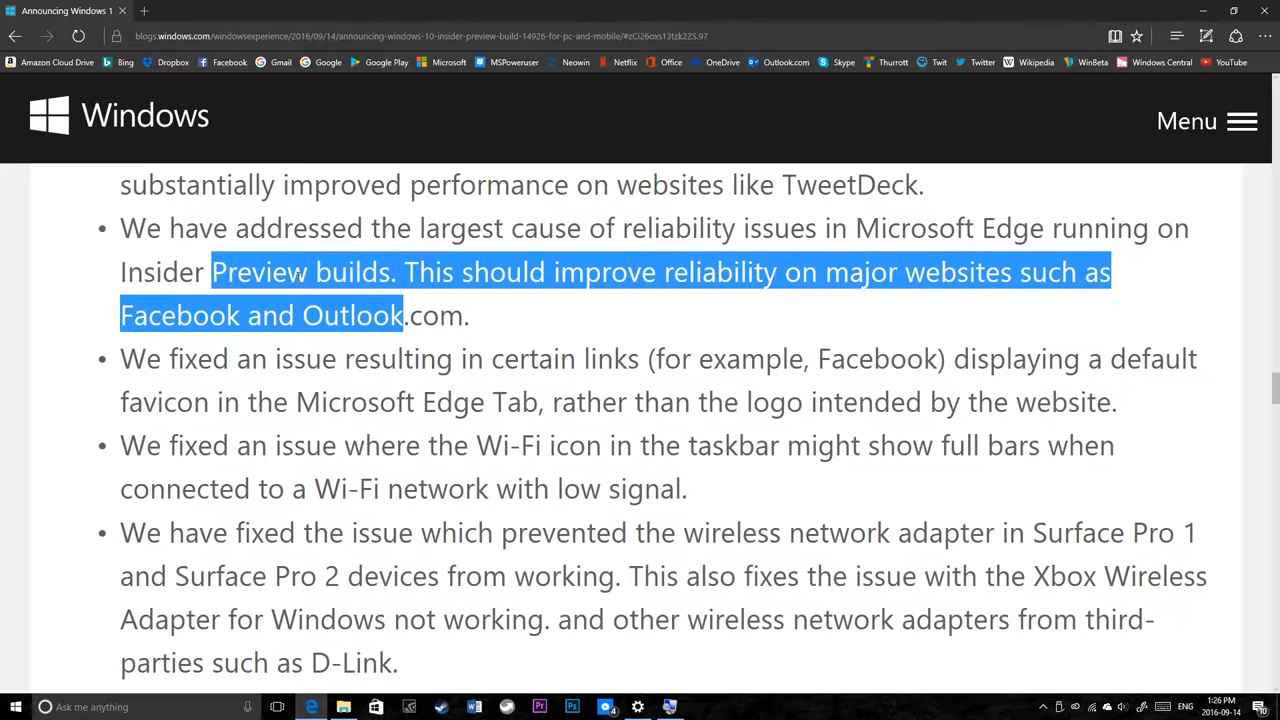 Announcing Windows 1
blogs.windows.com/windowsexperience/2016/09/14/announcing-windows-10-insider-preview-build-14926-for-pc-and-mobile/#zCi26oxs13tzk2ZS.97
Amazon Cloud Drive Bing Dropbox Facebook Gmail Google Google Play Microsoft MSPoweruser Neowin Netflix Office OneDrive Outlook.com Skype Thurrott Twit Twitter Wikipedia WinBeta Windows Central YouTube
Windows
Menu
substantially improved performance on websites like TweetDeck.
• We have addressed the largest cause of reliability issues in Microsoft Edge running on
Insider Preview builds. This should improve reliability on major websites such as
Facebook and Outlook.com.
• We fixed an issue resulting in certain links (for example, Facebook) displaying a default
favicon in the Microsoft Edge Tab, rather than the logo intended by the website.
• We fixed an issue where the Wi-Fi icon in the taskbar might show full bars when
connected to a Wi-Fi network with low signal.
• We have fixed the issue which prevented the wireless network adapter in Surface Pro 1
and Surface Pro 2 devices from working. This also fixes the issue with the Xbox Wireless
Adapter for Windows not working. and other wireless network adapters from third-
parties such as D-Link.
Ask me anything
4
ENG
1:26 PM
2016-09-14
10